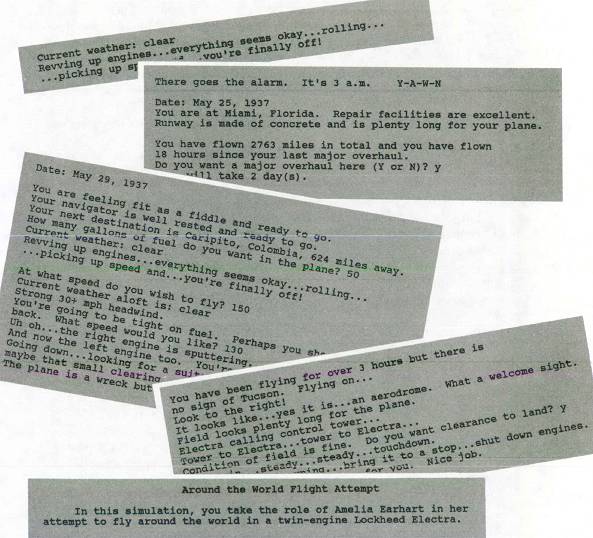 Current weather: clear
Revving up engines...everything seems okay...rolling...
...picking up sp you're finally off!
There goes the alarm. It's 3 a.m. Y-A-W-N
Date: May 25, 1937
You are at Miami, Florida. Repair facilities are excellent.
Runway is made of concrete and is plenty long for your plane.
You have flown 2763 miles in total and you have flown
18 hours since your last major overhaul.
Do you want a major overhaul here (Y or N)? y
will take 2 day(s).
Date: May 29, 1937
You are feeling fit as a fiddle and ready to go.
Your navigator is well rested and ready to go.
Your next destination is Caripito, Colombia, 624 miles away.
How many gallons of fuel do you want in the plane? 50
Current weather: clear
Revving up engines...everything seems okay...rolling...
...picking up speed and...you're finally off!
At what speed do you wish to fly? 150
Current weather aloft is: clear
Strong 30+ mph headwind.
You're going to be tight on fuel. Perhaps you sh
back. What speed would you like? 130
Uh oh...the right engine is sputtering.
And now the left engine too. You're
Going down...looking for a suit
maybe that small clearing
The plane is a wreck but
You have been flying for over 3 hours but there is
no sign of Tucson. Flying on...
Look to the right!
It looks like...yes it is...an aerodrome. What a welcome sight.
Field looks plenty long for the plane.
Electra calling control tower...
Tower to Electra...tower to Electra...
Condition of field is fine. Do you want clearance to land? y
...steady...steady...touchdown.
...bring it to a stop...shut down engines.
for you. Nice job.
Around the World Flight Attempt
In this simulation, you take the role of Amelia Earhart in her
attempt to fly around the world in a twin-engine Lockheed Electra.